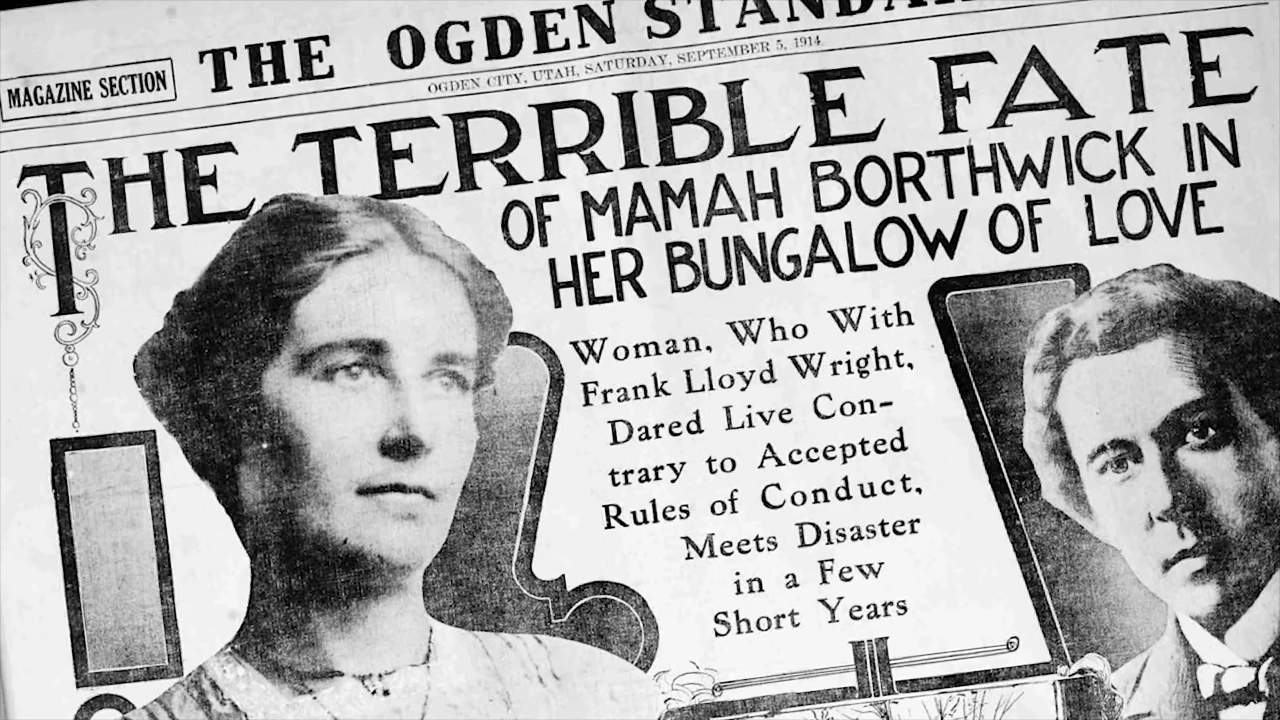 THE OGDEN STANDAR
MAGAZINE SECTION
OGDEN CITY, UTAH, SATURDAY, SEPTEMBER 5, 1914.
THE TERRIBLE FATE
OF MAMAH BORTHWICK IN
HER BUNGALOW OF LOVE
Woman, Who With
Frank Lloyd Wright,
Dared Live Con-
trary to Accepted
Rules of Conduct,
Meets Disaster
in a Few
Short Years